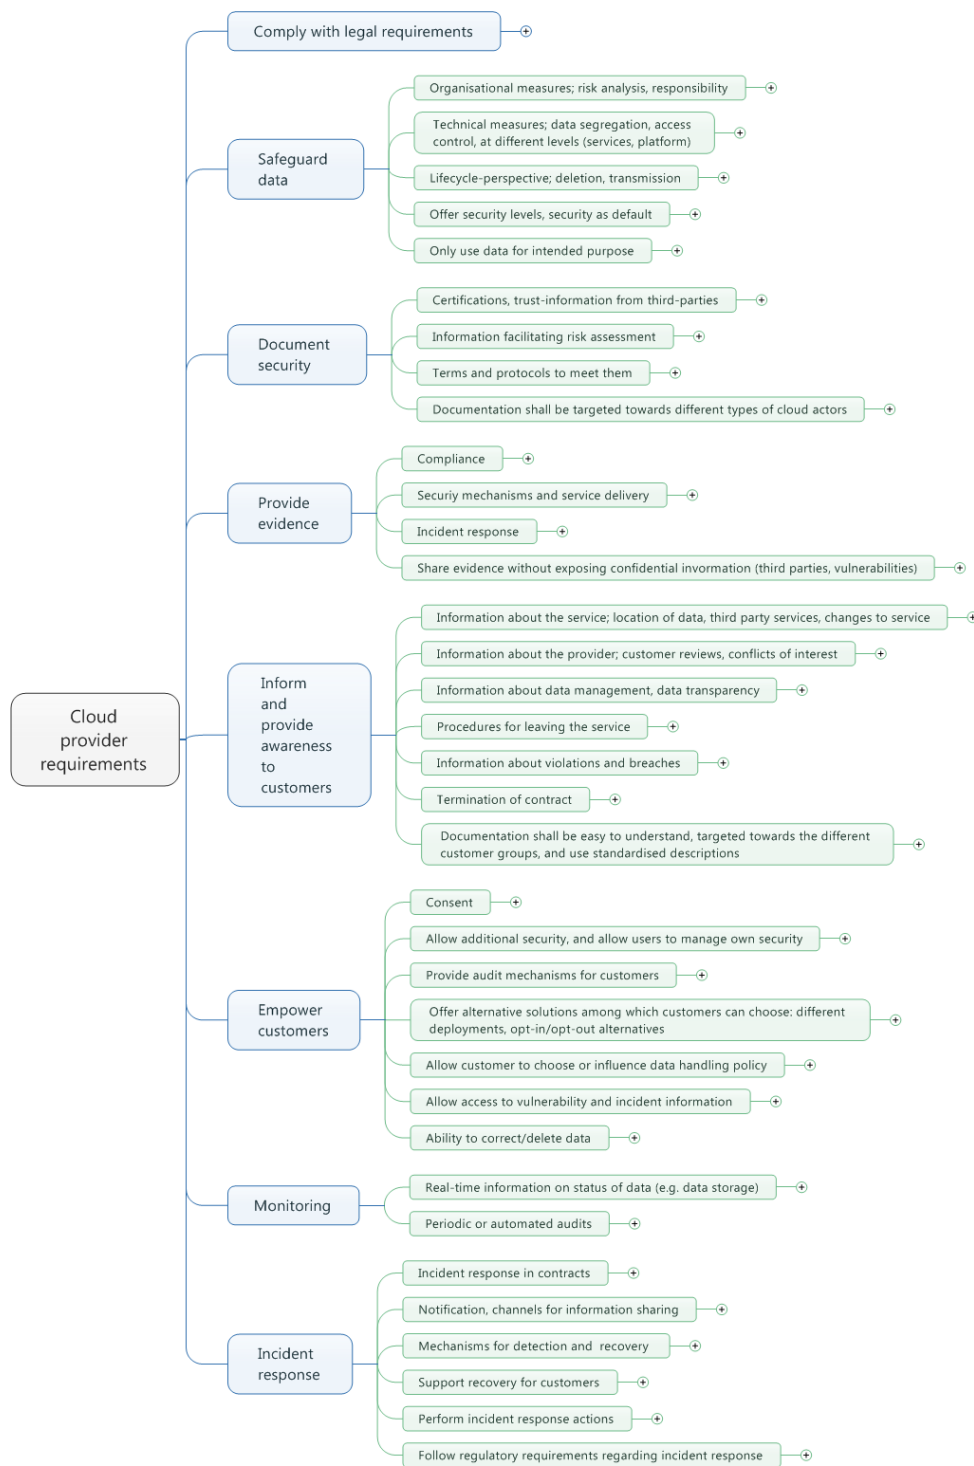 Comply with legal requirements
Organisational measures; risk analysis, responsibility
Technical measures; data segregation, access
control, at different levels (services, platform)
Safeguard
data
Lifecycle-perspective; deletion, transmission
Offer security levels, security as default
Only use data for intended purpose
Certifications, trust-information from third-parties
Information facilitating risk assessment
Document
security
Terms and protocols to meet them
Documentation shall be targeted towards different types of cloud actors
Compliance
Securiy mechanisms and service delivery
Provide
evidence
Incident response
Share evidence without exposing confidential invormation (third parties, vulnerabilities)
Information about the service; location of data, third party services, changes to service
Information about the provider; customer reviews, conflicts of interest
Information about data management, data transparency
Inform
and
provide
awareness
to
customers
Procedures for leaving the service
Information about violations and breaches
Termination of contract
Documentation shall be easy to understand, targeted towards the different
customer groups, and use standardised descriptions
Cloud
provider
requirements
Consent
Allow additional security, and allow users to manage own security
Provide audit mechanisms for customers
Empower
customers
Offer alternative solutions among which customers can choose: different
deployments, opt-in/opt-out alternatives
Allow customer to choose or influence data handling policy
Allow access to vulnerability and incident information
Ability to correct/delete data
Monitoring
Real-time information on status of data (e.g. data storage)
Periodic or automated audits
Incident response in contracts
Notification, channels for information sharing
Mechanisms for detection and  recovery
Incident
response
Support recovery for customers
Perform incident response actions
Follow regulatory requirements regarding incident response